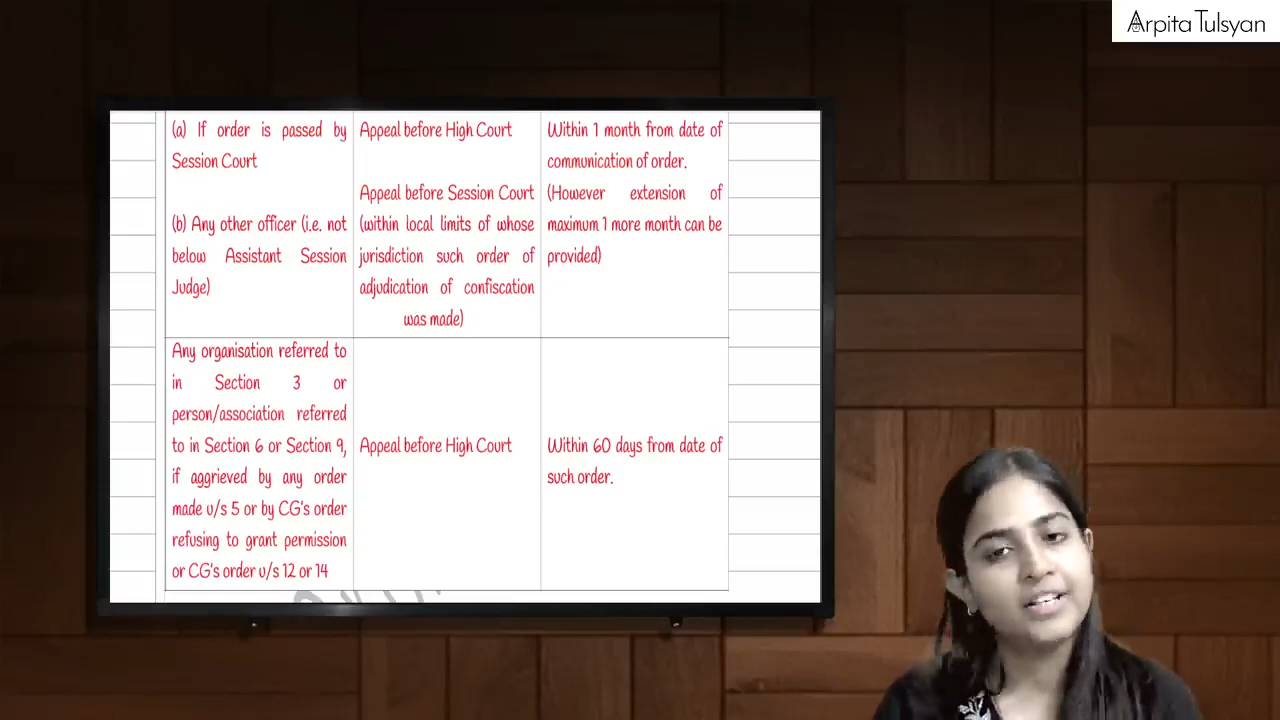 Arpita Tulsyan
(a) If order is passed by
Session Court
(b) Any other officer (i.e. not
below Assistant Session
Judge)
Appeal before High Court
Appeal before Session Court
(within local limits of whose
jurisdiction such order of
adjudication of confiscation
was made)
Within 1 month from date of
communication of order.
(However extension of
maximum 1 more month can be
provided)
Any organisation referred to
in Section 3 or
person/association referred
to in Section 6 or Section 9,
if aggrieved by any order
made u/s 5 or by CG's order
refusing to grant permission
or CG's order u/s 12 or 14
Appeal before High Court
Within 60 days from date of
such order.